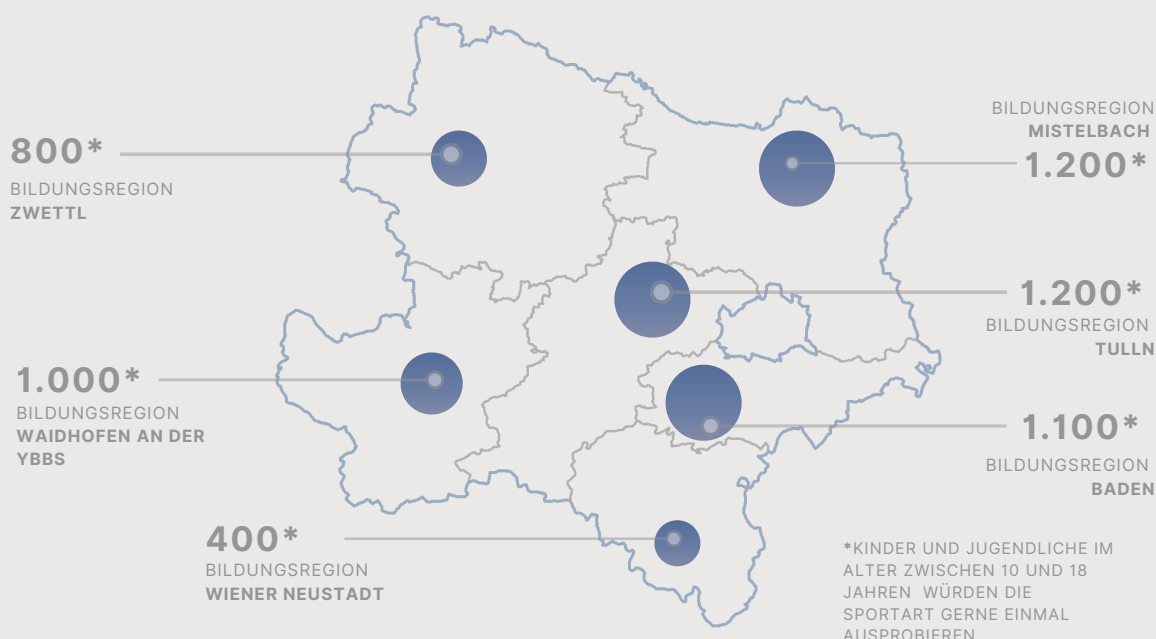 800*
BILDUNGSREGION
ZWETTL
BILDUNGSREGION
MISTELBACH
1.200*
1.200*
BILDUNGSREGION
TULLN
1.000*
BILDUNGSREGION
WAIDHOFEN AN DER
YBBS
1.100*
BILDUNGSREGION
BADEN
400*
BILDUNGSREGION
WIENER NEUSTADT
*KINDER UND JUGENDLICHE IM
ALTER ZWISCHEN 10 UND 18
JAHREN WÜRDEN DIE
SPORTART GERNE EINMAL
AUSPROBIEREN